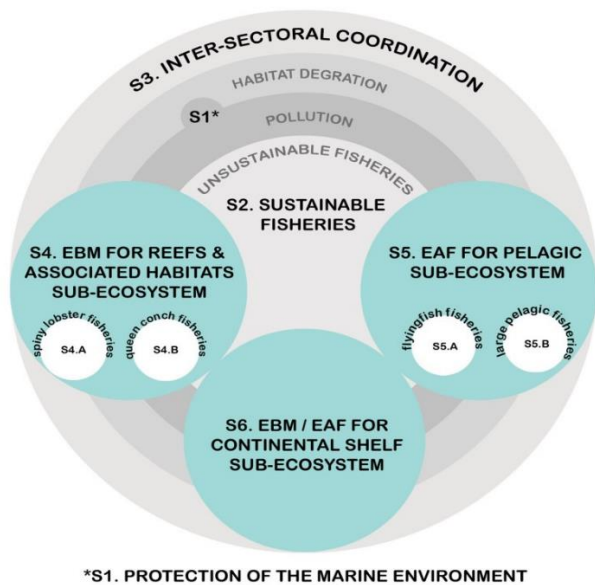 S3. INTER-SECTORAL COORDINATION
HABITAT DEGRATION
S1*
POLLUTION
UNSUSTAINABLE FISHERIES
S2. SUSTAINABLE
FISHERIES
S4. EBM FOR REEFS &
ASSOCIATED HABITATS
SUB-ECOSYSTEM
spiny lobster fisheries
S4.A
queen conch fisheries
S4.B
S5. EAF FOR PELAGIC
SUB-ECOSYSTEM
flyingfish fisheries
S5.A
large pelagic fisheries
S5.B
S6. EBM / EAF FOR
CONTINENTAL SHELF
SUB-ECOSYSTEM
*S1. PROTECTION OF THE MARINE ENVIRONMENT